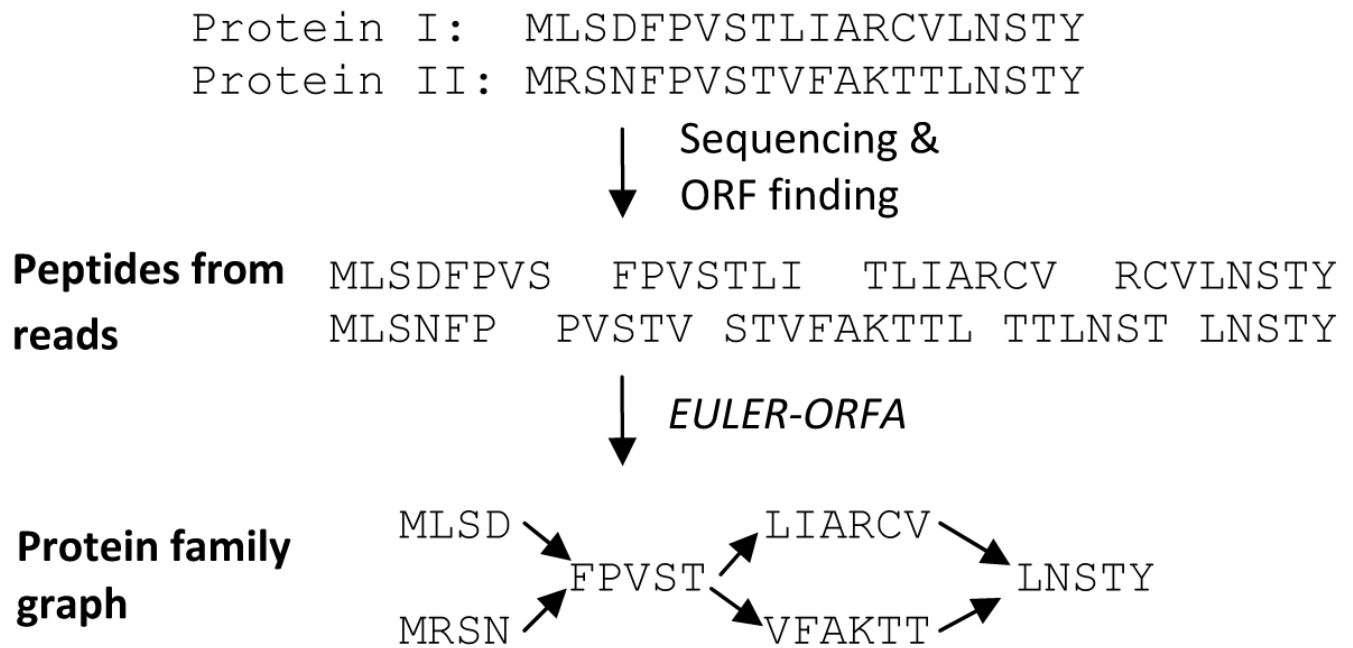 Protein I: MLSDFPVSTLIARCVLNSTY
Protein II: MRSNFPVSTVFAKTTLNSTY
Sequencing &
ORF finding
Peptides from
reads
MLSDFPVS FPVSTLI TLIARCV RCVLNSTY
MLSNFP PVSTV STVFAKTTL TTLNST LNSTY
EULER-ORFA
Protein family
graph
MLSD
MRSN
FPVST
LIARCV
VFAKTT
LNSTY